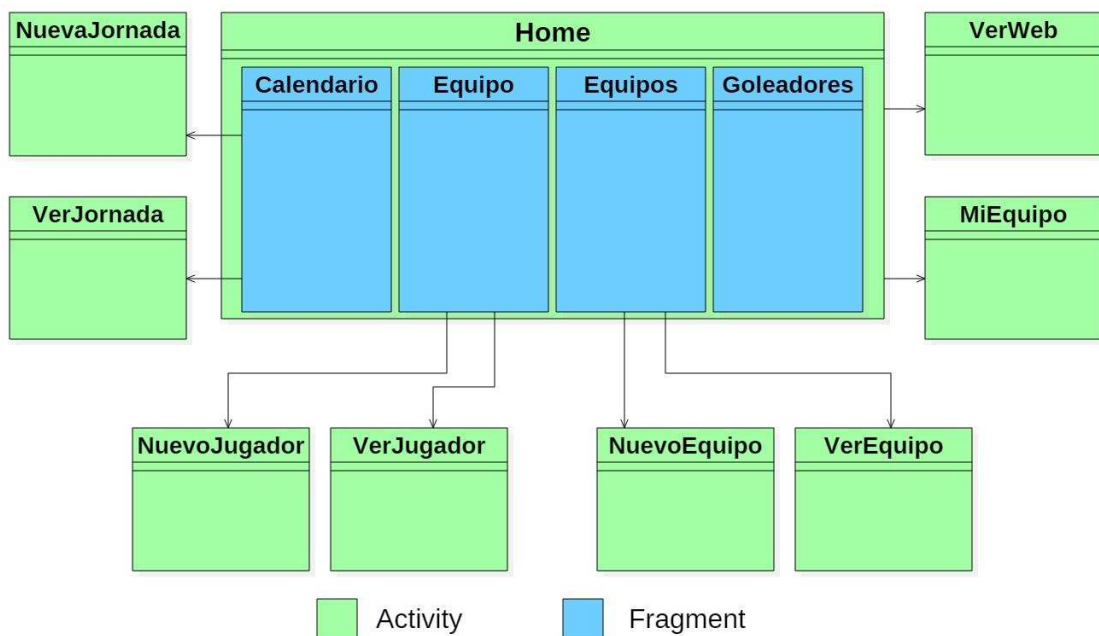 NuevaJornada
Home
VerWeb
Calendario
Equipo
Equipos
Goleadores
VerJornada
MiEquipo
NuevoJugador
VerJugador
NuevoEquipo
VerEquipo
Activity
Fragment